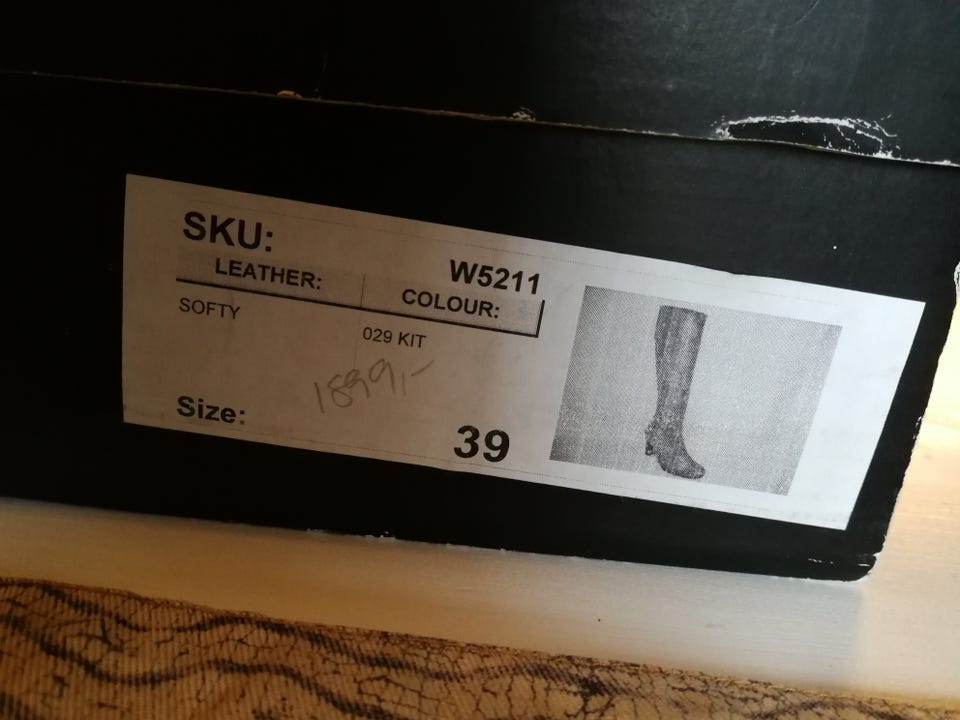 SKU:
W5211
LEATHER:
COLOUR:
SOFTY
029 KIT
1899,-
Size:
39